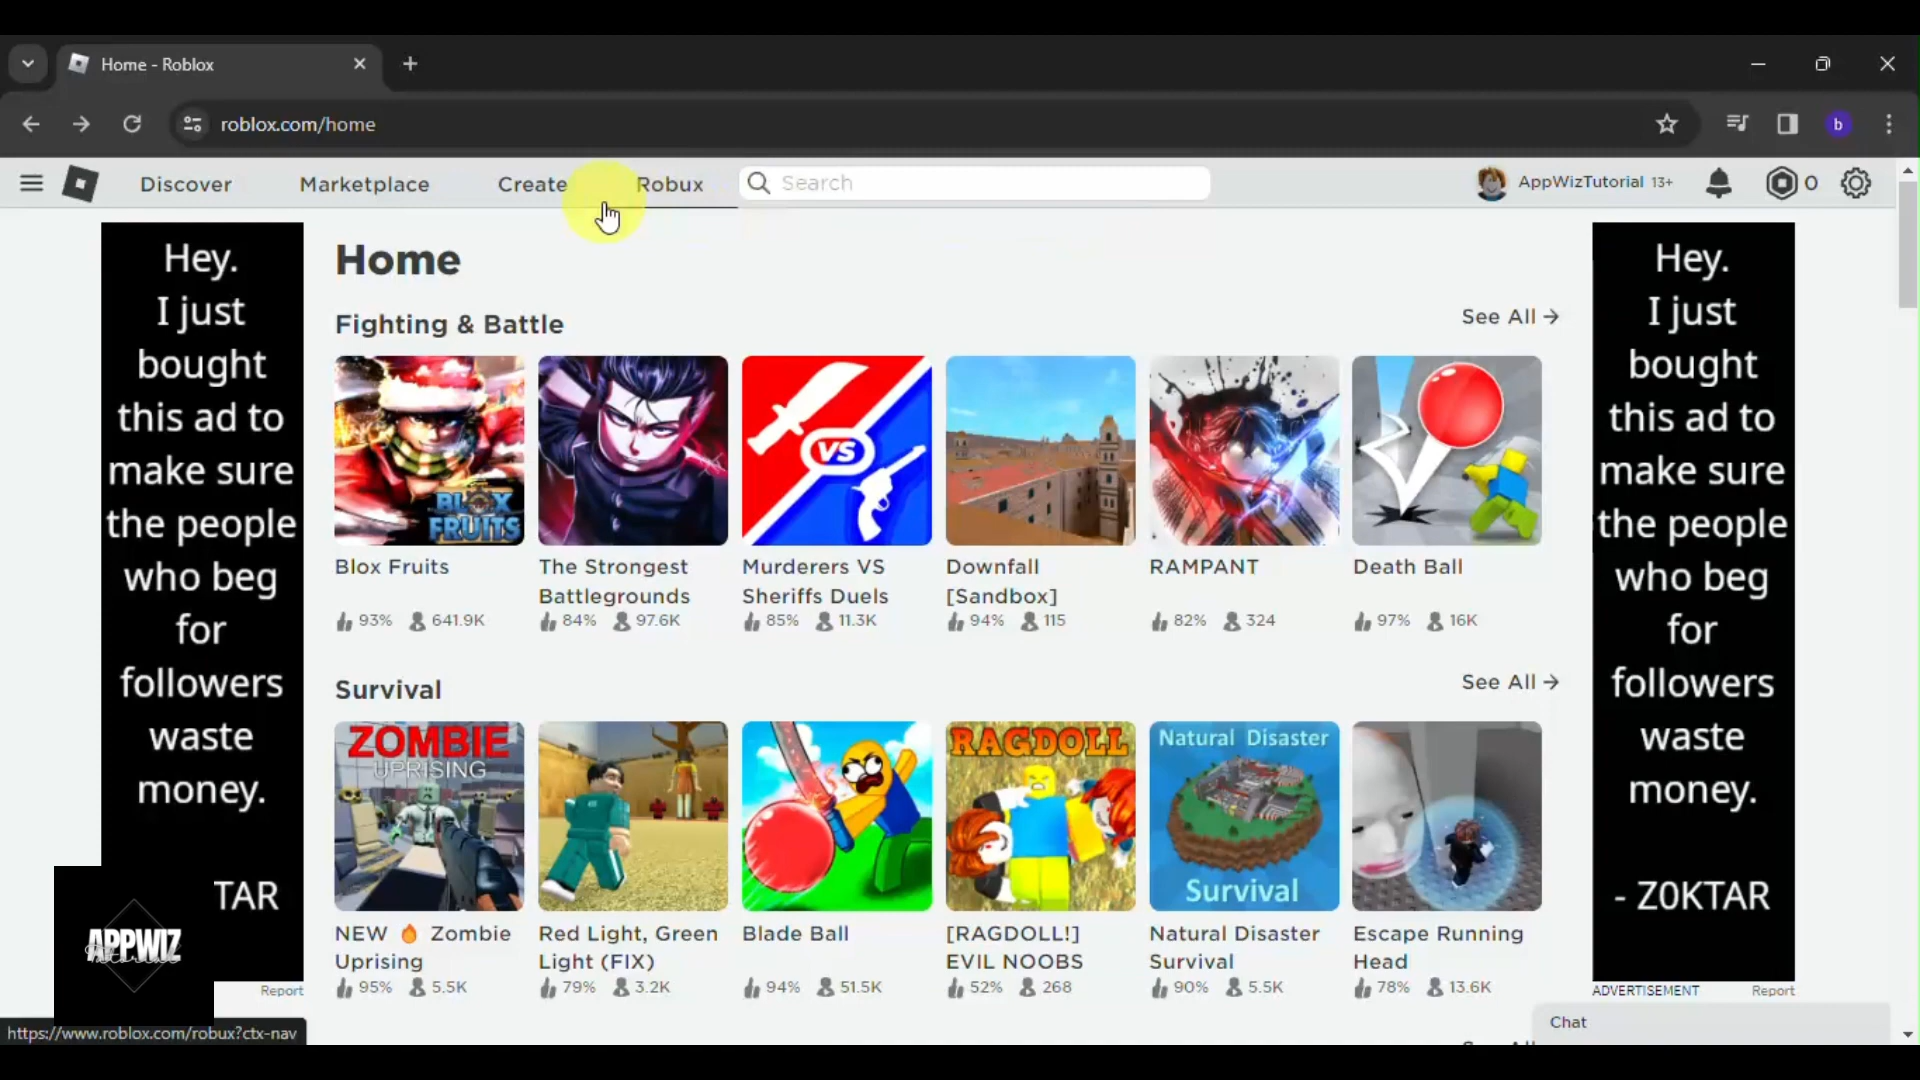 Home - Roblox
roblox.com/home
b
Discover
Marketplace
Create
Robux
Search
AppWizTutorial 13+
0
Hey.
I just
bought
this ad to
make sure
the people
who beg
for
followers
waste
money.
TAR
APPWIZ
Report
Home
Fighting & Battle
See All →
BLOX
FRUITS
VS
Blox Fruits
The Strongest
Battlegrounds
Murderers VS
Sheriffs Duels
Downfall
[Sandbox]
RAMPANT
Death Ball
93% 641.9K
84% 97.6K
85% 11.3K
94% 115
82% 324
97% 16K
Survival
See All →
ZOMBIE
UPRISING
RAGDOLL
Natural Disaster
Survival
NEW 🔥 Zombie
Uprising
Red Light, Green
Light (FIX)
Blade Ball
[RAGDOLL!]
EVIL NOOBS
Natural Disaster
Survival
Escape Running
Head
95% 5.5K
79% 3.2K
94% 51.5K
52% 268
90% 5.5K
78% 13.6K
Hey.
I just
bought
this ad to
make sure
the people
who beg
for
followers
waste
money.
- Z0KTAR
ADVERTISEMENT
Report
Chat
https://www.roblox.com/robux?ctx-nav